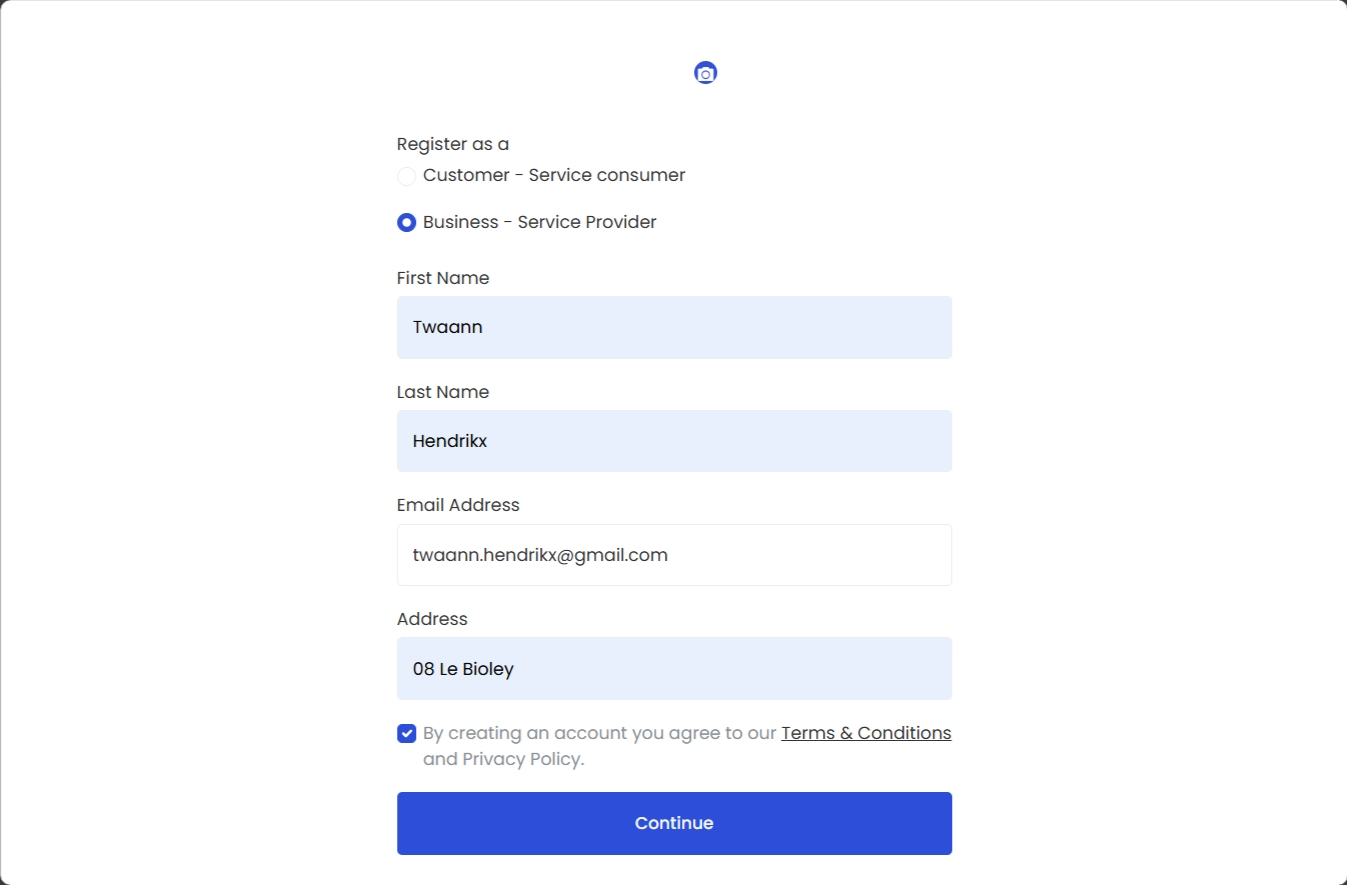 Register as a
Customer - Service consumer
Business - Service Provider
First Name
Twaann
Last Name
Hendrikx
Email Address
twaann.hendrikx@gmail.com
Address
08 Le Bioley
By creating an account you agree to our Terms & Conditions
and Privacy Policy.
Continue